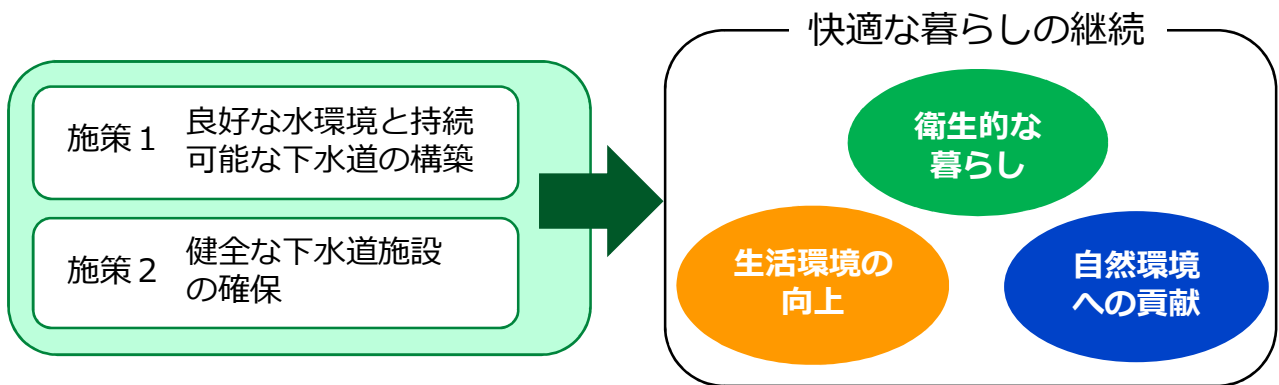 快適な暮らしの継続
施策１ 良好な水環境と持続
可能な下水道の構築
施策２ 健全な下水道施設
の確保
衛生的な
暮らし
生活環境の
向上
自然環境
への貢献